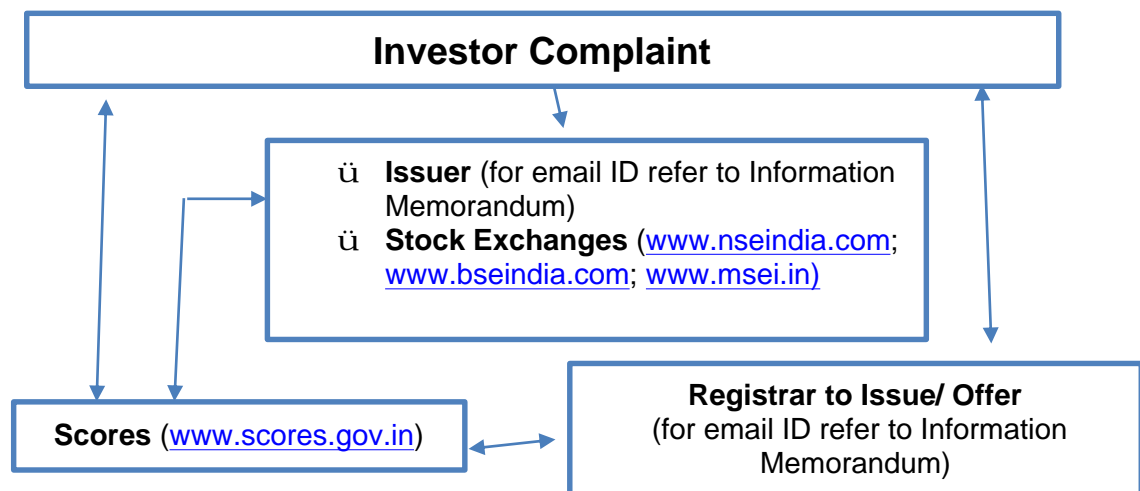 Investor Complaint
ü Issuer (for email ID refer to Information
Memorandum)
ü Stock Exchanges (www.nseindia.com;
www.bseindia.com; www.msei.in)
Registrar to Issue/ Offer
(for email ID refer to Information
Memorandum)
Scores (www.scores.gov.in)